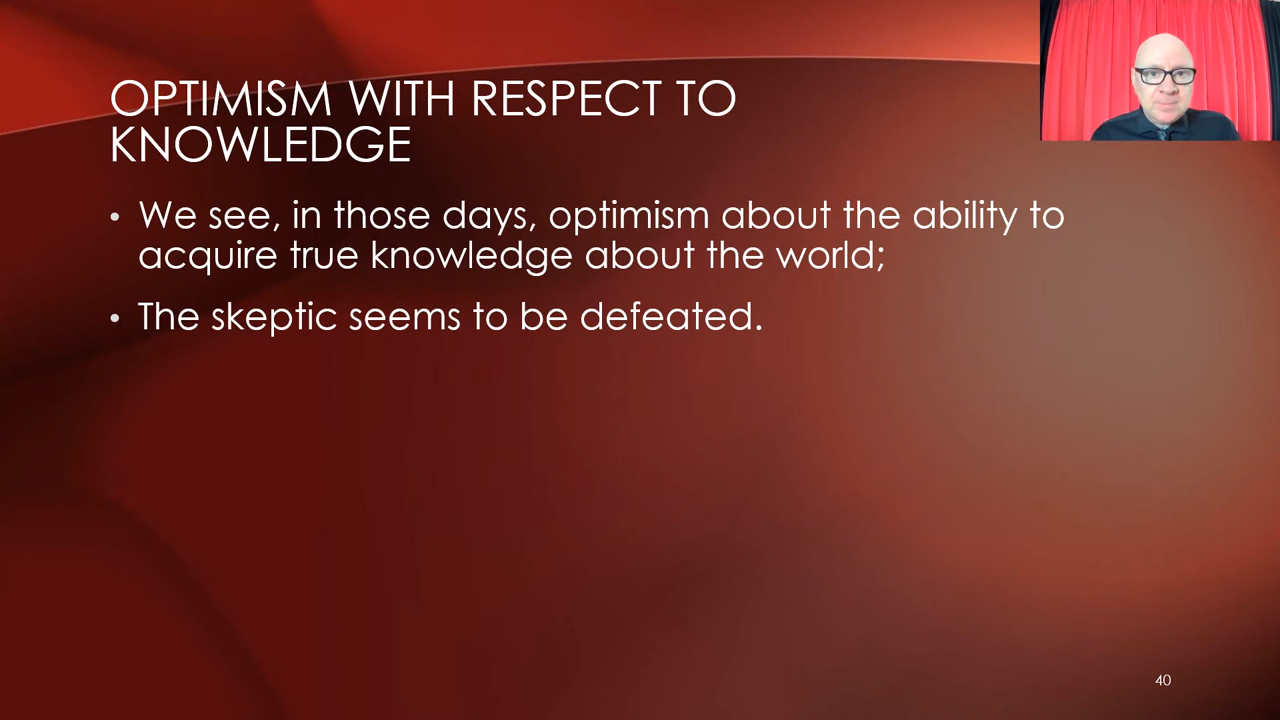 OPTIMISM WITH RESPECT TO
KNOWLEDGE
• We see, in those days, optimism about the ability to
acquire true knowledge about the world;
• The skeptic seems to be defeated.
40